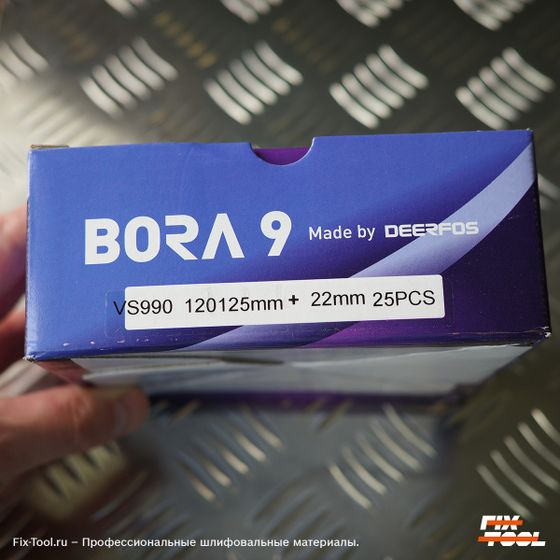 BORA 9 Made by DEERFOS
VS990 120125mm + 22mm 25PCS
Fix-Tool.ru – Профессиональные шлифовальные материалы.
FIX
TOOL